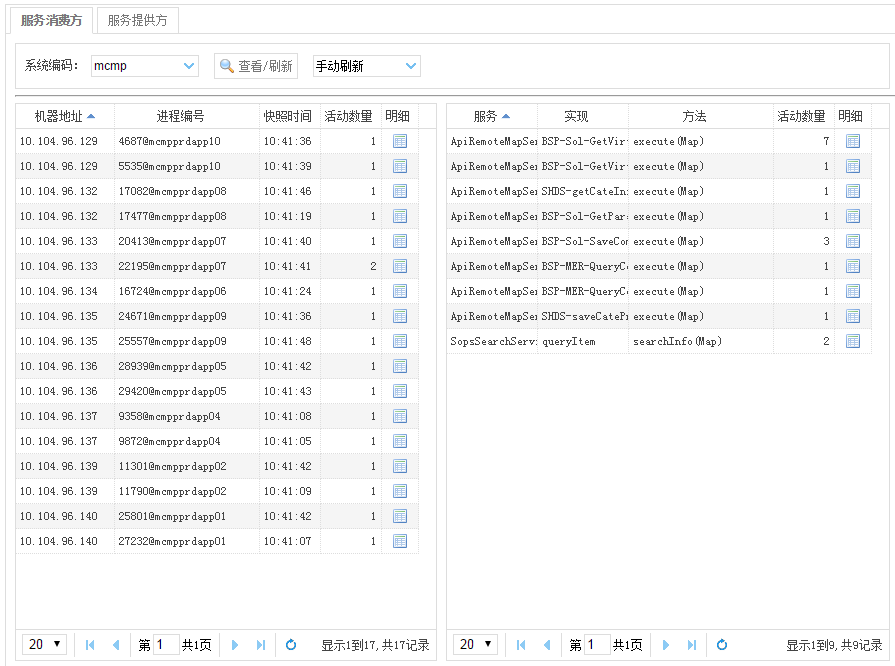 服务消费方 服务提供方
系统编码： mcmp 查看/刷新 手动刷新
机器地址 进程编号 快照时间 活动数量 明细
10.104.96.129 4687@mcmpprdapp10 10:41:36 1
10.104.96.129 5535@mcmpprdapp10 10:41:39 1
10.104.96.132 17082@mcmpprdapp08 10:41:46 1
10.104.96.132 17477@mcmpprdapp08 10:41:19 1
10.104.96.133 20413@mcmpprdapp07 10:41:40 1
10.104.96.133 22195@mcmpprdapp07 10:41:41 2
10.104.96.134 16724@mcmpprdapp06 10:41:24 1
10.104.96.135 24671@mcmpprdapp09 10:41:36 1
10.104.96.135 25557@mcmpprdapp09 10:41:48 1
10.104.96.136 28939@mcmpprdapp05 10:41:42 1
10.104.96.136 29420@mcmpprdapp05 10:41:43 1
10.104.96.137 9358@mcmpprdapp04 10:41:08 1
10.104.96.137 9872@mcmpprdapp04 10:41:05 1
10.104.96.139 11301@mcmpprdapp02 10:41:42 1
10.104.96.139 11790@mcmpprdapp02 10:41:09 1
10.104.96.140 25801@mcmpprdapp01 10:41:42 1
10.104.96.140 27232@mcmpprdapp01 10:41:07 1
20 第 1 共1页 显示1到17,共17记录
服务 实现 方法 活动数量 明细
ApiRemoteMapSer BSP-Sol-GetVir execute(Map) 7
ApiRemoteMapSer BSP-Sol-GetVir execute(Map) 1
ApiRemoteMapSer SHDS-getCateIn execute(Map) 1
ApiRemoteMapSer BSP-Sol-GetPar execute(Map) 1
ApiRemoteMapSer BSP-Sol-SaveCom execute(Map) 3
ApiRemoteMapSer BSP-MER-QueryC execute(Map) 1
ApiRemoteMapSer BSP-MER-QueryC execute(Map) 1
ApiRemoteMapSer SHDS-saveCatePr execute(Map) 1
SopsSearchServ queryItem searchInfo(Map) 2
20 第 1 共1页 显示1到9,共9记录